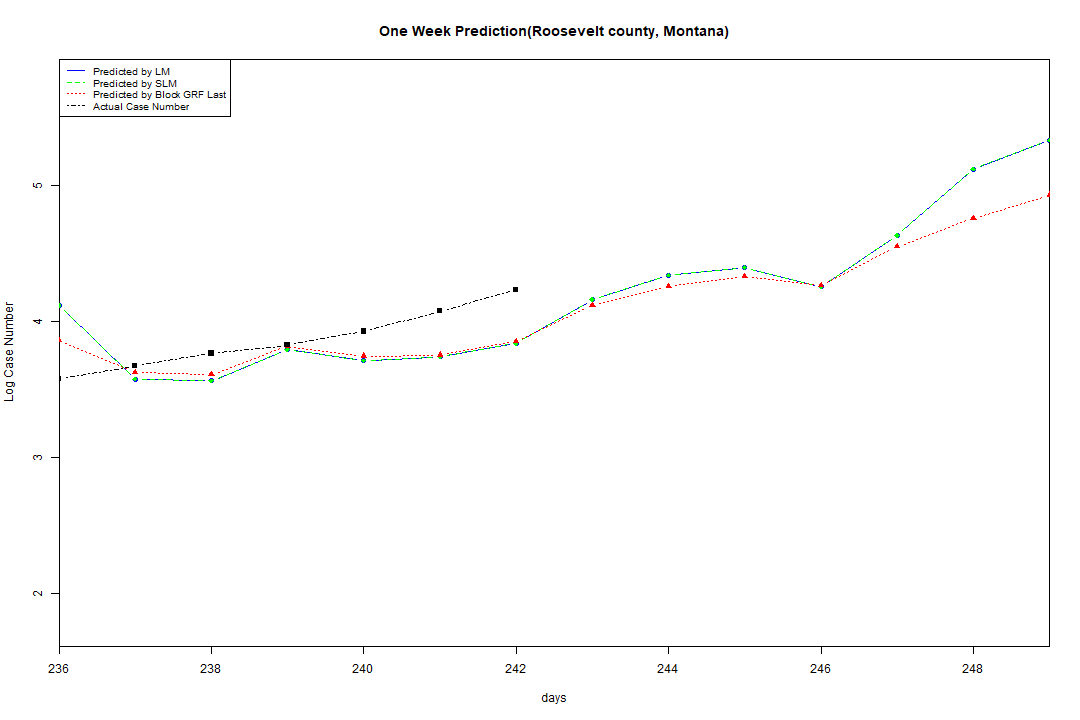 One Week Prediction(Roosevelt county, Montana)
Predicted by LM
Predicted by SLM
Predicted by Block GRF Last
Actual Case Number
5
4
3
2
Log Case Number
236 238 240 242 244 246 248
days